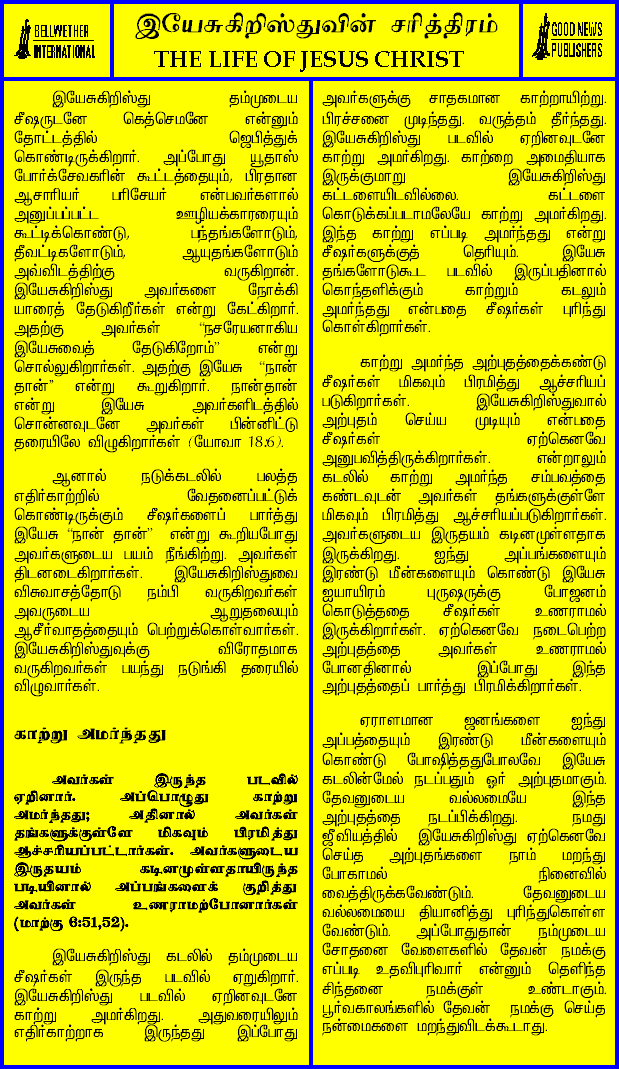 BELLWETHER
INTERNATIONAL
இயேசுகிறிஸ்துவின் சரித்திரம்
THE LIFE OF JESUS CHRIST
GOOD NEWS
PUBLISHERS
இயேசுகிறிஸ்து தம்முடைய
சீஷருடனே கெத்செமனே என்னும்
தோட்டத்தில் ஜெபித்துக்
கொண்டிருக்கிறார். அப்போது யூதாஸ்
போர்க்சேவகரின் கூட்டத்தையும், பிரதான
ஆசாரியர் பரிசேயர் என்பவர்களால்
அனுப்பப்பட்ட ஊழியக்காரரையும்
கூட்டிக்கொண்டு, பந்தங்களோடும்,
தீவட்டிகளோடும், ஆயுதங்களோடும்
அவ்விடத்திற்கு வருகிறான்.
இயேசுகிறிஸ்து அவர்களை நோக்கி
யாரைத் தேடுகிறீர்கள் என்று கேட்கிறார்.
அதற்கு அவர்கள் “நசரேயனாகிய
இயேசுவைத் தேடுகிறோம்” என்று
சொல்லுகிறார்கள். அதற்கு இயேசு “நான்
தான்” என்று கூறுகிறார். நான்தான்
என்று இயேசு அவர்களிடத்தில்
சொன்னவுடனே அவர்கள் பின்னிட்டு
தரையிலே விழுகிறார்கள் (யோவா 18:6).
ஆனால் நடுக்கடலில் பலத்த
எதிர்காற்றில் வேதனைப்பட்டுக்
கொண்டிருக்கும் சீஷர்களைப் பார்த்து
இயேசு “நான் தான்” என்று கூறியபோது
அவர்களுடைய பயம் நீங்கிற்று. அவர்கள்
திடனடைகிறார்கள். இயேசுகிறிஸ்துவை
விசுவாசத்தோடு நம்பி வருகிறவர்கள்
அவருடைய ஆறுதலையும்
ஆசீர்வாதத்தையும் பெற்றுக்கொள்வார்கள்.
இயேசுகிறிஸ்துவுக்கு விரோதமாக
வருகிறவர்கள் பயந்து நடுங்கி தரையில்
விழுவார்கள்.
காற்று அமர்ந்தது
அவர்கள் இருந்த படவில்
ஏறினார். அப்பொழுது காற்று
அமர்ந்தது; அதினால் அவர்கள்
தங்களுக்குள்ளே மிகவும் பிரமித்து
ஆச்சரியப்பட்டார்கள். அவர்களுடைய
இருதயம் கடினமுள்ளதாயிருந்த
படியினால் அப்பங்களைக் குறித்து
அவர்கள் உணராமற்போனார்கள்
(மாற்கு 6:51,52).
இயேசுகிறிஸ்து கடலில் தம்முடைய
சீஷர்கள் இருந்த படவில் ஏறுகிறார்.
இயேசுகிறிஸ்து படவில் ஏறினவுடனே
காற்று அமர்கிறது. அதுவரையிலும்
எதிர்காற்றாக இருந்தது இப்போது
அவர்களுக்கு சாதகமான காற்றாயிற்று.
பிரச்சனை முடிந்தது. வருத்தம் தீர்ந்தது.
இயேசுகிறிஸ்து படவில் ஏறினவுடனே
காற்று அமர்கிறது. காற்றை அமைதியாக
இருக்குமாறு இயேசுகிறிஸ்து
கட்டளையிடவில்லை. கட்டளை
கொடுக்கப்படாமலேயே காற்று அமர்கிறது.
இந்த காற்று எப்படி அமர்ந்தது என்று
சீஷர்களுக்குத் தெரியும். இயேசு
தங்களோடுகூட படவில் இருப்பதினால்
கொந்தளிக்கும் காற்றும் கடலும்
அமர்ந்தது என்பதை சீஷர்கள் புரிந்து
கொள்கிறார்கள்.
காற்று அமர்ந்த அற்புதத்தைக்கண்டு
சீஷர்கள் மிகவும் பிரமித்து ஆச்சரியப்
படுகிறார்கள். இயேசுகிறிஸ்துவால்
அற்புதம் செய்ய முடியும் என்பதை
சீஷர்கள் ஏற்கெனவே
அனுபவித்திருக்கிறார்கள். என்றாலும்
கடலில் காற்று அமர்ந்த சம்பவத்தை
கண்டவுடன் அவர்கள் தங்களுக்குள்ளே
மிகவும் பிரமித்து ஆச்சரியப்படுகிறார்கள்.
அவர்களுடைய இருதயம் கடினமுள்ளதாக
இருக்கிறது. ஐந்து அப்பங்களையும்
இரண்டு மீன்களையும் கொண்டு இயேசு
ஐயாயிரம் புருஷருக்கு போஜனம்
கொடுத்ததை சீஷர்கள் உணராமல்
இருக்கிறார்கள். ஏற்கெனவே நடைபெற்ற
அற்புதத்தை அவர்கள் உணராமல்
போனதினால் இப்போது இந்த
அற்புதத்தைப் பார்த்து பிரமிக்கிறார்கள்.
ஏராளமான ஜனங்களை ஐந்து
அப்பத்தையும் இரண்டு மீன்களையும்
கொண்டு போஷித்ததுபோலவே இயேசு
கடலின்மேல் நடப்பதும் ஓர் அற்புதமாகும்.
தேவனுடைய வல்லமையே இந்த
அற்புதத்தை நடப்பிக்கிறது. நமது
ஜீவியத்தில் இயேசுகிறிஸ்து ஏற்கெனவே
செய்த அற்புதங்களை நாம் மறந்து
போகாமல் நினைவில்
வைத்திருக்கவேண்டும். தேவனுடைய
வல்லமையை தியானித்து புரிந்துகொள்ள
வேண்டும். அப்போதுதான் நம்முடைய
சோதனை வேளைகளில் தேவன் நமக்கு
எப்படி உதவிபுரிவார் என்னும் தெளிந்த
சிந்தனை நமக்குள் உண்டாகும்.
பூர்வகாலங்களில் தேவன் நமக்கு செய்த
நன்மைகளை மறந்துவிடக்கூடாது.